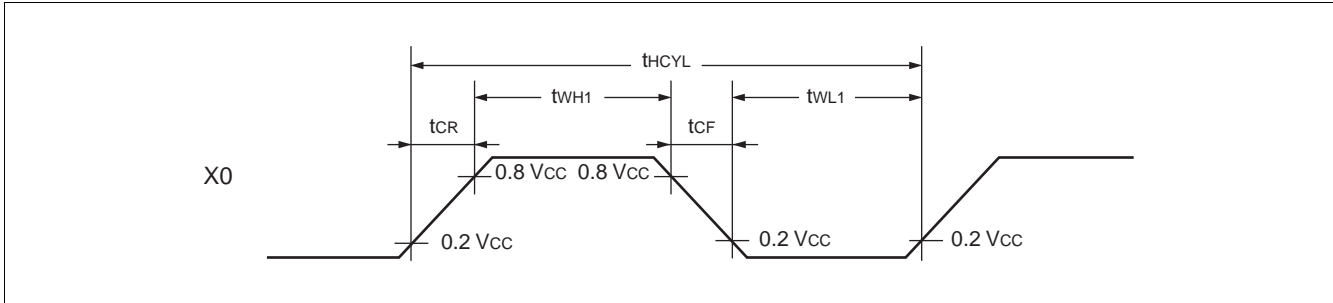 tHCYL
tWH1
tWL1
tCR
tCF
X0
0.8 VCC 0.8 VCC
0.2 VCC
0.2 VCC
0.2 VCC